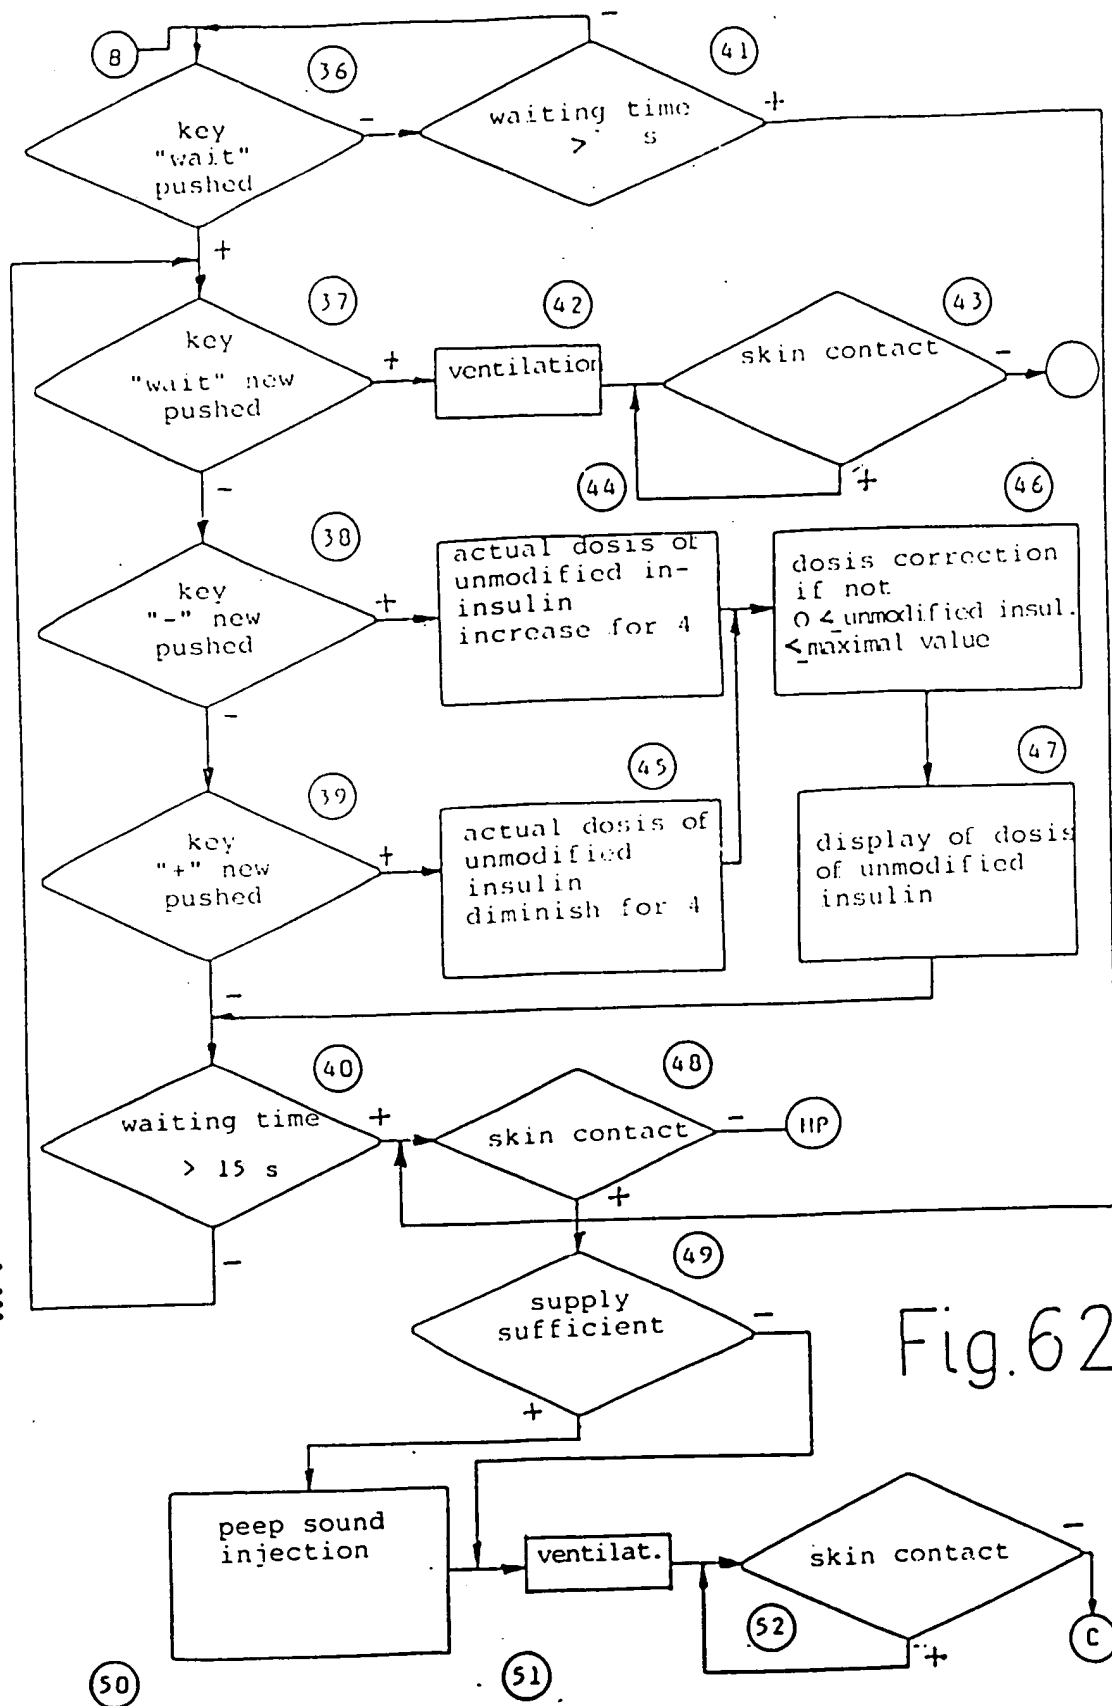 B
36
key
"wait"
pushed
-
+
41
waiting time
> s
-
+
37
key
"wait" new
pushed
+
-
42
ventilation
43
skin contact
-
+
38
key
"-" new
pushed
+
-
44
actual dosis of
unmodified in-
insulin
increase for 4
46
dosis correction
if not
0 ≤ unmodified insul.
≤ maximal value
39
key
"+" new
pushed
+
-
45
actual dosis of
unmodified
insulin
diminish for 4
47
display of dosis
of unmodified
insulin
40
waiting time
> 15 s
+
-
48
skin contact
-
+
HP
49
supply
sufficient
-
+
Fig.62
50
peep sound
injection
51
ventilat.
52
skin contact
-
+
C